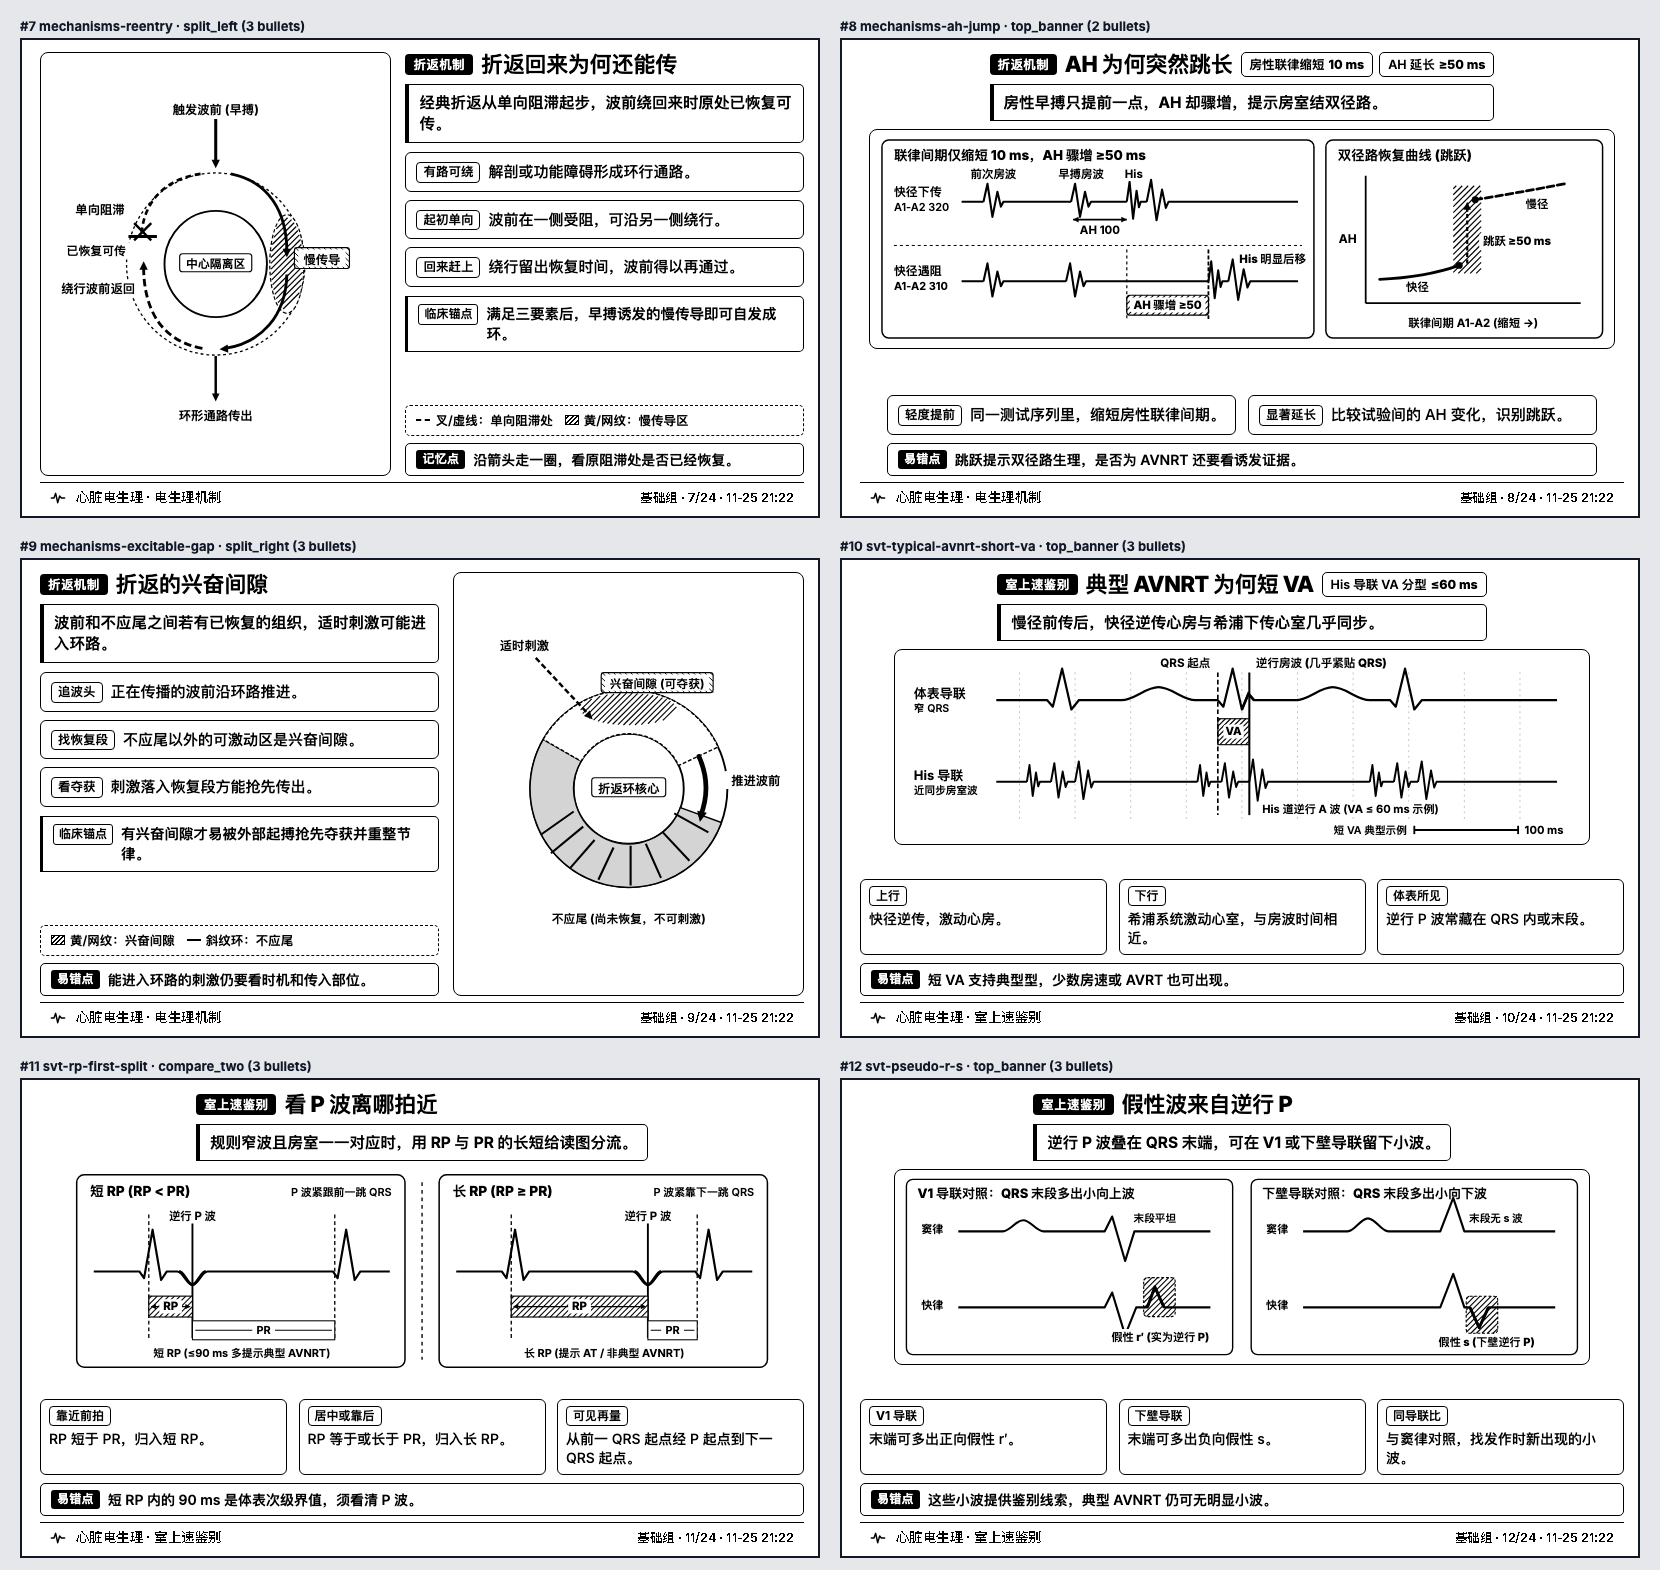 #7 mechanisms-reentry · split_left (3 bullets)
触发波前 (早搏)
单向阻滞
已恢复可传
绕行波前返回
中心隔离区
慢传导
环形通路传出
折返机制 折返回来为何还能传
经典折返从单向阻滞起步，波前绕回来时原处已恢复可
传。
有路可绕 解剖或功能障碍形成环行通路。
起初单向 波前在一侧受阻，可沿另一侧绕行。
回来赶上 绕行留出恢复时间，波前得以再通过。
临床锚点 满足三要素后，早搏诱发的慢传导即可自发成
环。
叉/虚线：单向阻滞处 黄/网纹：慢传导区
记忆点 沿箭头走一圈，看原阻滞处是否已经恢复。
心脏电生理 · 电生理机制
基础组 · 7/24 · 11-25 21:22
#8 mechanisms-ah-jump · top_banner (2 bullets)
折返机制 AH 为何突然跳长 房性联律缩短 10 ms AH 延长 ≥50 ms
房性早搏只提前一点，AH 却骤增，提示房室结双径路。
联律间期仅缩短 10 ms，AH 骤增 ≥50 ms
前次房波 早搏房波 His
快径下传
A1-A2 320
AH 100
快径遇阻
A1-A2 310
His 明显后移
AH 骤增 ≥50
双径路恢复曲线 (跳跃)
慢径
AH
跳跃 ≥50 ms
快径
联律间期 A1-A2 (缩短 →)
轻度提前 同一测试序列里，缩短房性联律间期。
显著延长 比较试验间的 AH 变化，识别跳跃。
易错点 跳跃提示双径路生理，是否为 AVNRT 还要看诱发证据。
心脏电生理 · 电生理机制
基础组 · 8/24 · 11-25 21:22
#9 mechanisms-excitable-gap · split_right (3 bullets)
折返机制 折返的兴奋间隙
波前和不应尾之间若有已恢复的组织，适时刺激可能进
入环路。
追波头 正在传播的波前沿环路推进。
找恢复段 不应尾以外的可激动区是兴奋间隙。
看夺获 刺激落入恢复段方能抢先传出。
临床锚点 有兴奋间隙才易被外部起搏抢先夺获并重整节
律。
黄/网纹：兴奋间隙 斜纹环：不应尾
易错点 能进入环路的刺激仍要看时机和传入部位。
适时刺激
兴奋间隙 (可夺获)
折返环核心
推进波前
不应尾 (尚未恢复，不可刺激)
心脏电生理 · 电生理机制
基础组 · 9/24 · 11-25 21:22
#10 svt-typical-avnrt-short-va · top_banner (3 bullets)
室上速鉴别 典型 AVNRT 为何短 VA His 导联 VA 分型 ≤60 ms
慢径前传后，快径逆传心房与希浦下传心室几乎同步。
QRS 起点 逆行房波 (几乎紧贴 QRS)
体表导联
窄 QRS
VA
His 导联
近同步房室波
His 道逆行 A 波 (VA ≤ 60 ms 示例)
短 VA 典型示例 100 ms
上行
快径逆传，激动心房。
下行
希浦系统激动心室，与房波时间相
近。
体表所见
逆行 P 波常藏在 QRS 内或末段。
易错点 短 VA 支持典型型，少数房速或 AVRT 也可出现。
心脏电生理 · 室上速鉴别
基础组 · 10/24 · 11-25 21:22
#11 svt-rp-first-split · compare_two (3 bullets)
室上速鉴别 看 P 波离哪拍近
规则窄波且房室一一对应时，用 RP 与 PR 的长短给读图分流。
短 RP (RP < PR) P 波紧跟前一跳 QRS
逆行 P 波
RP
PR
短 RP (≤90 ms 多提示典型 AVNRT)
长 RP (RP ≥ PR) P 波紧靠下一跳 QRS
逆行 P 波
RP
PR
长 RP (提示 AT / 非典型 AVNRT)
靠近前拍
RP 短于 PR，归入短 RP。
居中或靠后
RP 等于或长于 PR，归入长 RP。
可见再量
从前一 QRS 起点经 P 起点到下一
QRS 起点。
易错点 短 RP 内的 90 ms 是体表次级界值，须看清 P 波。
心脏电生理 · 室上速鉴别
基础组 · 11/24 · 11-25 21:22
#12 svt-pseudo-r-s · top_banner (3 bullets)
室上速鉴别 假性波来自逆行 P
逆行 P 波叠在 QRS 末端，可在 V1 或下壁导联留下小波。
V1 导联对照：QRS 末段多出小向上波
窦律
末段平坦
快律
假性 r′ (实为逆行 P)
下壁导联对照：QRS 末段多出小向下波
窦律
末段无 s 波
快律
假性 s (下壁逆行 P)
V1 导联
末端可多出正向假性 r′。
下壁导联
末端可多出负向假性 s。
同导联比
与窦律对照，找发作时新出现的小
波。
易错点 这些小波提供鉴别线索，典型 AVNRT 仍可无明显小波。
心脏电生理 · 室上速鉴别
基础组 · 12/24 · 11-25 21:22